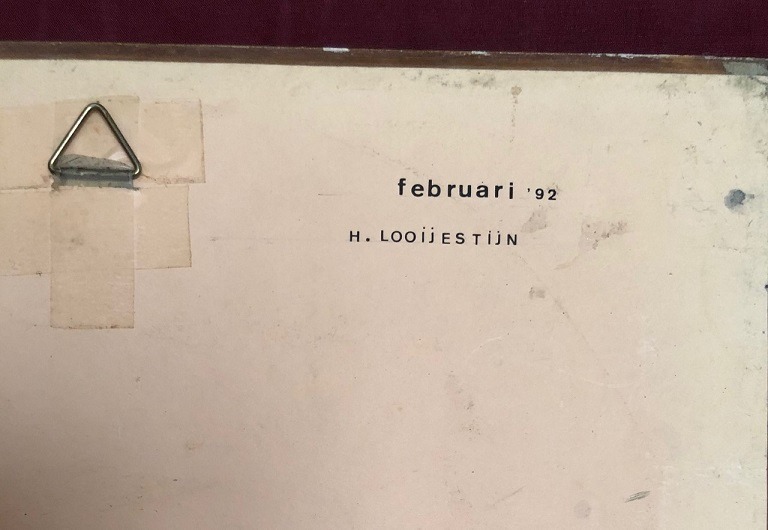 februari '92
H. LOOijESTijN